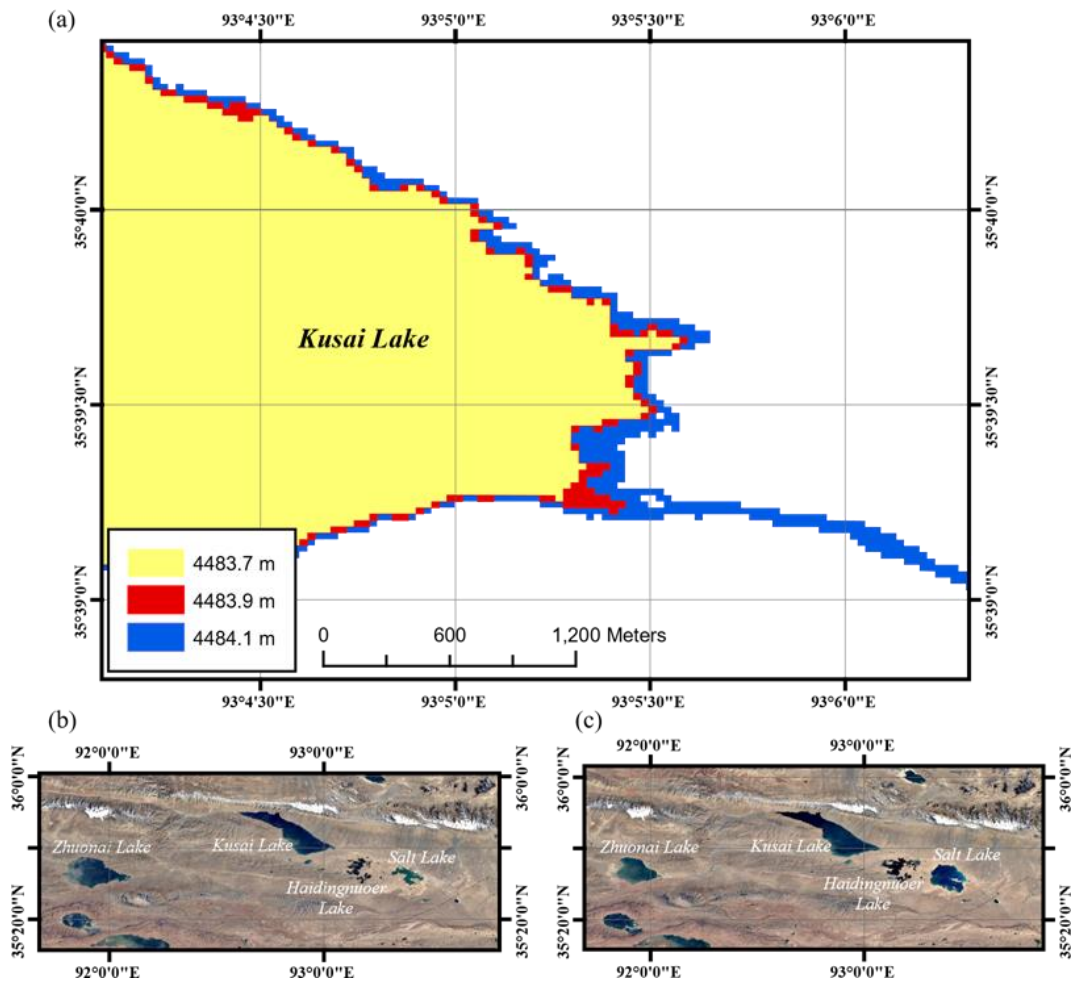 (a)
93°4'30"E 93°5'0"E 93°5'30"E 93°6'0"E
35°40'0"N
35°40'0"N
Kusai Lake
35°39'30"N
35°39'30"N
4483.7 m
4483.9 m
4484.1 m
0 600 1,200 Meters
35°39'0"N
35°39'0"N
93°4'30"E 93°5'0"E 93°5'30"E 93°6'0"E
(b)
92°0'0"E 93°0'0"E
36°0'0"N
36°0'0"N
Zhuonai Lake
Kusai Lake
Salt Lake
Haidingnuoer
Lake
35°20'0"N
35°20'0"N
92°0'0"E 93°0'0"E
(c)
92°0'0"E 93°0'0"E
36°0'0"N
36°0'0"N
Zhuonai Lake
Kusai Lake
Salt Lake
Haidingnuoer
Lake
35°20'0"N
35°20'0"N
92°0'0"E 93°0'0"E